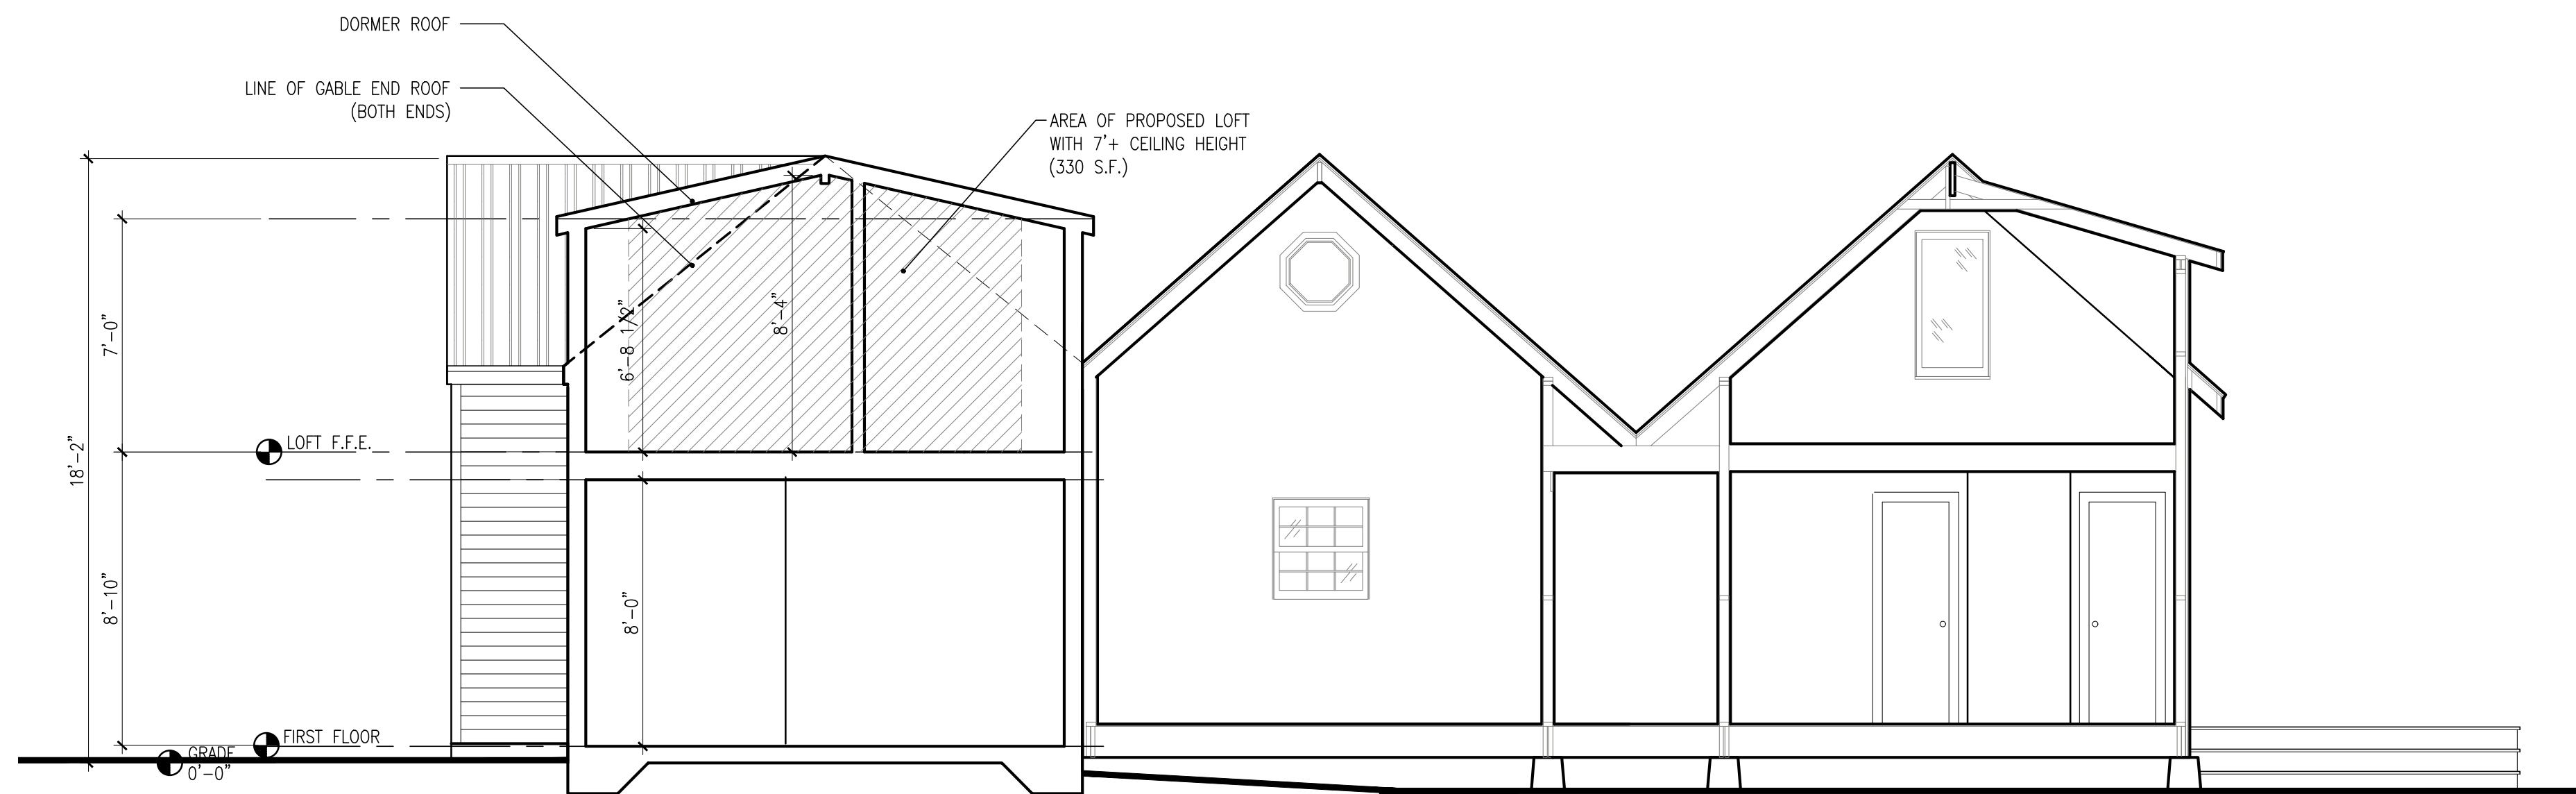 DORMER ROOF
LINE OF GABLE END ROOF
(BOTH ENDS)
AREA OF PROPOSED LOFT
WITH 7'+ CEILING HEIGHT
(330 S.F.)
18'-2"
7'-0"
8'-10"
6'-8 1/2"
8'-4"
8'-0"
LOFT F.F.E.
FIRST FLOOR
GRADE
0'-0"